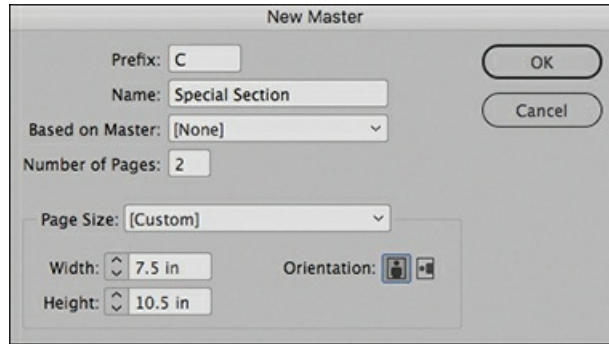 New Master
Prefix: C
OK
Name: Special Section
Cancel
Based on Master: [None]
Number of Pages: 2
Page Size: [Custom]
Width: 7.5 in
Orientation:
Height: 10.5 in